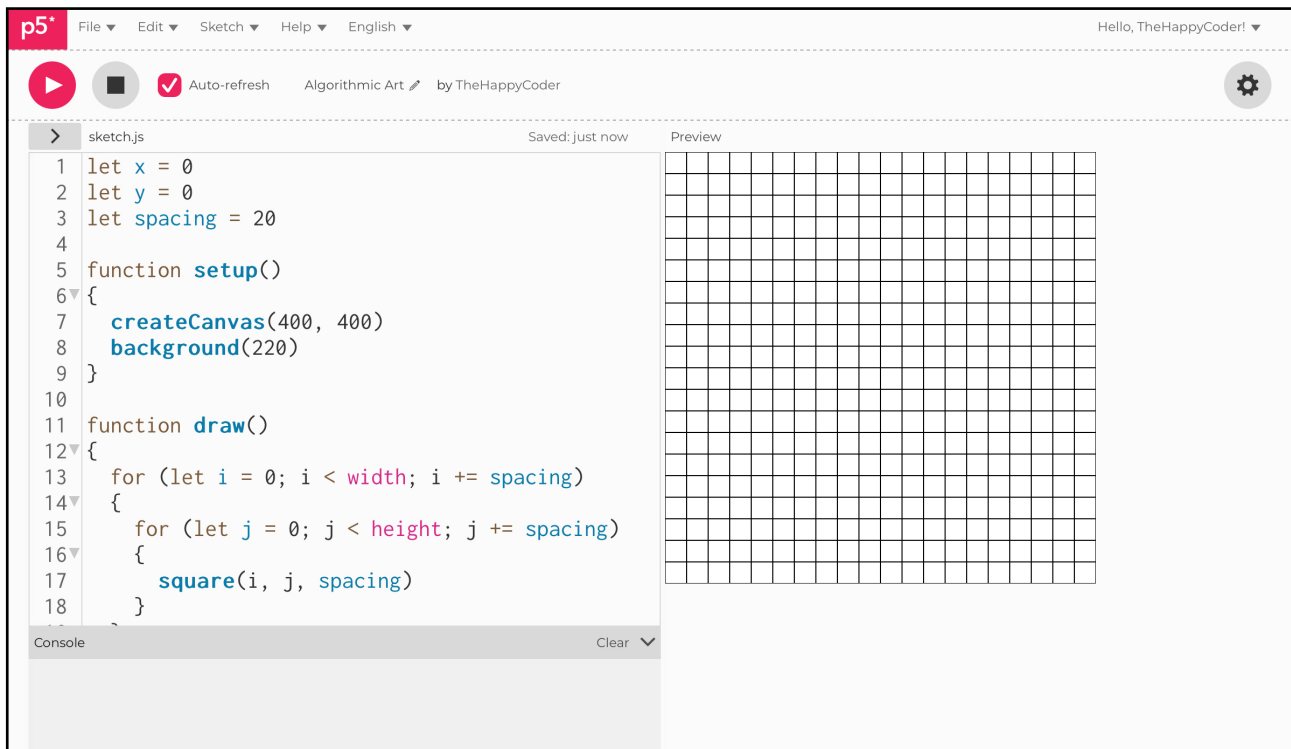 p5* File Edit Sketch Help English Hello, TheHappyCoder!
Auto-refresh Algorithmic Art by TheHappyCoder
sketch.js Saved: just now Preview
1 let x = 0
2 let y = 0
3 let spacing = 20
4
5 function setup()
6 {
7 createCanvas(400, 400)
8 background(220)
9 }
10
11 function draw()
12 {
13 for (let i = 0; i < width; i += spacing)
14 {
15 for (let j = 0; j < height; j += spacing)
16 {
17 square(i, j, spacing)
18 }
Console Clear